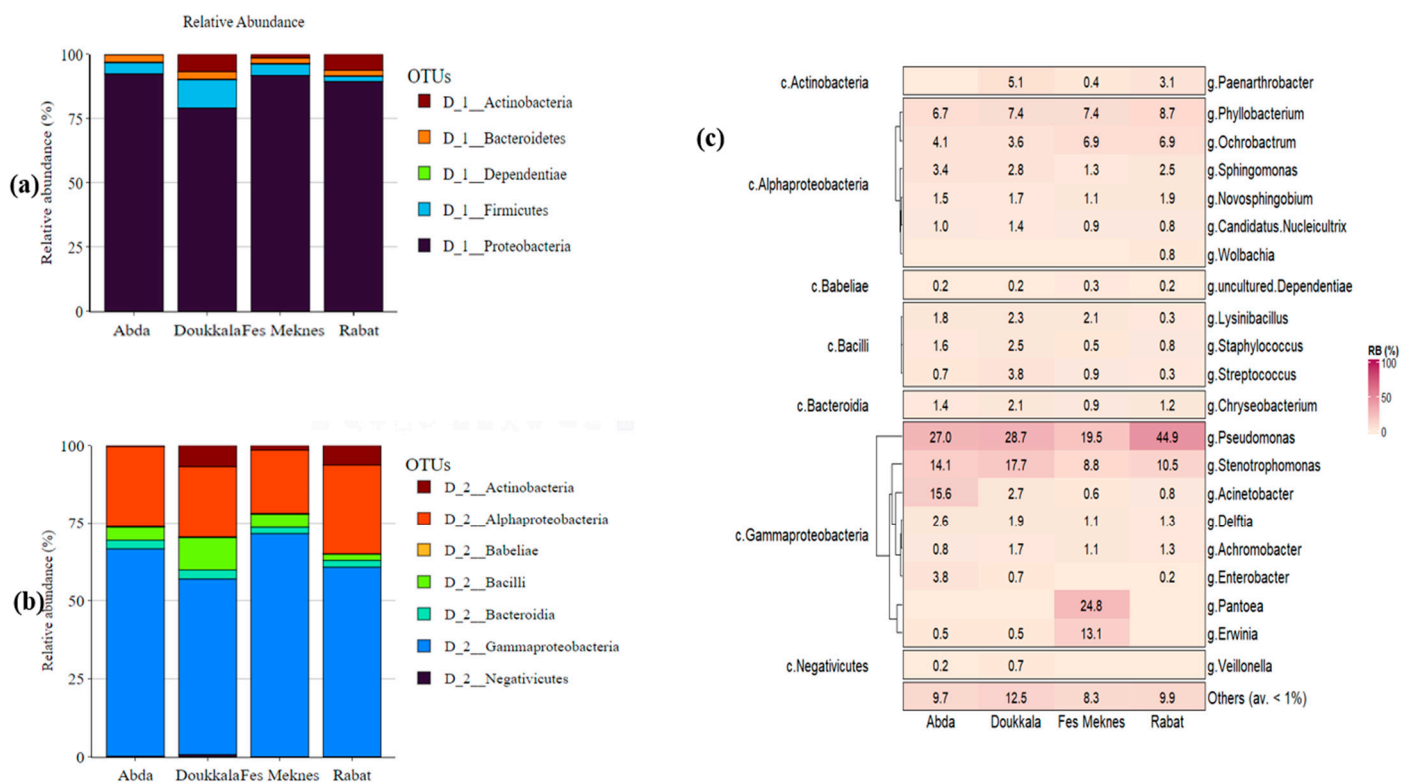 Relative Abundance
(a)
Relative abundance (%)
100
75
50
25
0
Abda Doukkala Fes Meknes Rabat
OTUs
D_1__Actinobacteria
D_1__Bacteroidetes
D_1__Dependentiae
D_1__Firmicutes
D_1__Proteobacteria
(b)
Relative abundance (%)
100
75
50
25
0
Abda Doukkala Fes Meknes Rabat
OTUs
D_2__Actinobacteria
D_2__Alphaproteobacteria
D_2__Babeliae
D_2__Bacilli
D_2__Bacteroidia
D_2__Gammaproteobacteria
D_2__Negativicutes
(c)
c.Actinobacteria 5.1 0.4 3.1 g.Paenarthrobacter
6.7 7.4 7.4 8.7 g.Phyllobacterium
4.1 3.6 6.9 6.9 g.Ochrobactrum
c.Alphaproteobacteria 3.4 2.8 1.3 2.5 g.Sphingomonas
1.5 1.7 1.1 1.9 g.Novosphingobium
1.0 1.4 0.9 0.8 g.Candidatus.Nucleicultrix
0.8 g.Wolbachia
c.Babeliae 0.2 0.2 0.3 0.2 g.uncultured.Dependentiae
1.8 2.3 2.1 0.3 g.Lysinibacillus
c.Bacilli 1.6 2.5 0.5 0.8 g.Staphylococcus
0.7 3.8 0.9 0.3 g.Streptococcus
c.Bacteroidia 1.4 2.1 0.9 1.2 g.Chryseobacterium
27.0 28.7 19.5 44.9 g.Pseudomonas
14.1 17.7 8.8 10.5 g.Stenotrophomonas
15.6 2.7 0.6 0.8 g.Acinetobacter
c.Gammaproteobacteria 2.6 1.9 1.1 1.3 g.Delftia
0.8 1.7 1.1 1.3 g.Achromobacter
3.8 0.7 0.2 g.Enterobacter
24.8 g.Pantoea
0.5 0.5 13.1 g.Erwinia
c.Negativicutes 0.2 0.7 g.Veillonella
9.7 12.5 8.3 9.9 Others (av. < 1%)
Abda Doukkala Fes Meknes Rabat
RB (%)
100
50
0